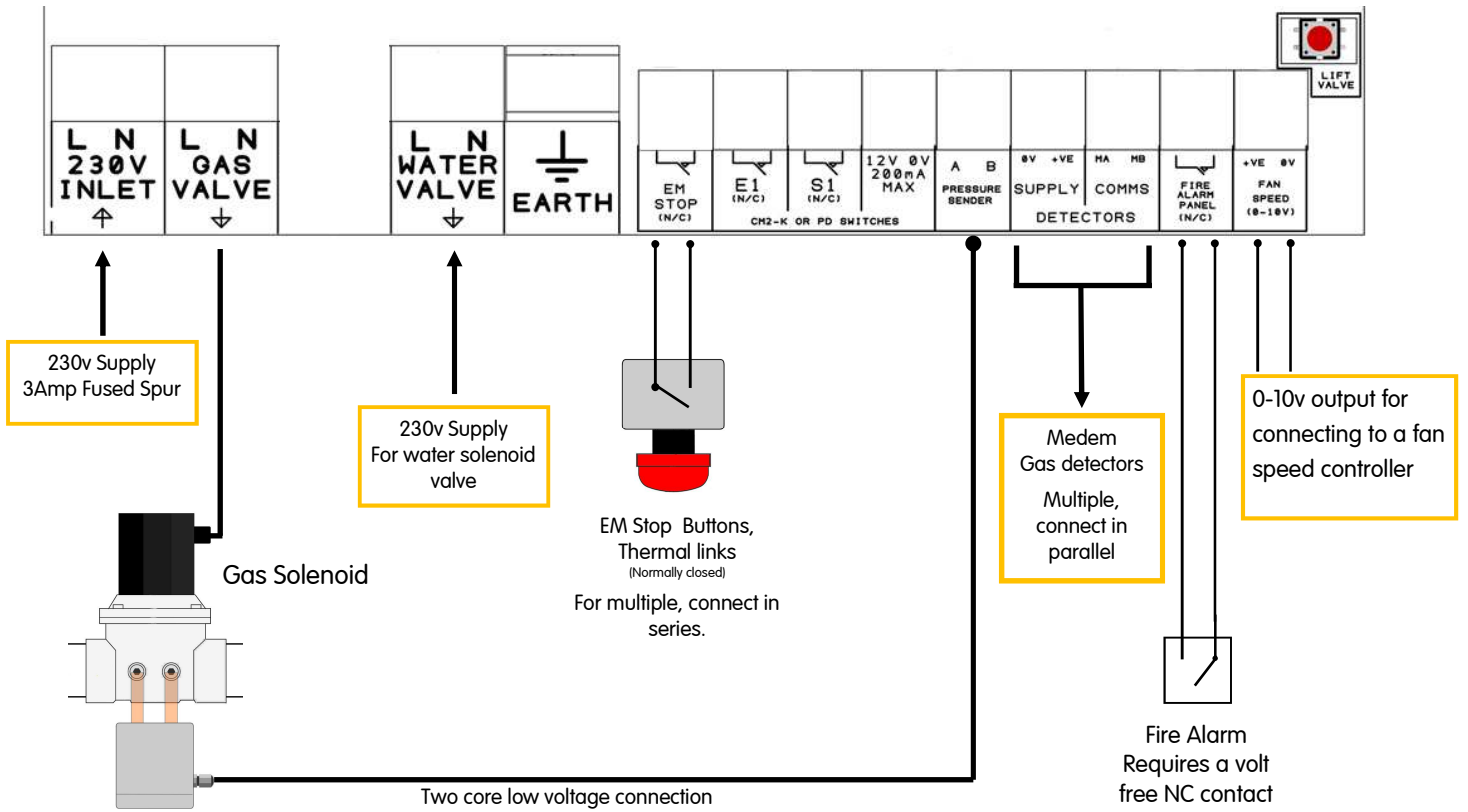 LIFT
VALVE
L N
230V
INLET
L N
GAS
VALVE
L N
WATER
VALVE
EARTH
EM
STOP
(N/C)
E1
(N/C)
S1
(N/C)
12V 0V
200mA
MAX
CM2-K OR PD SWITCHES
A B
PRESSURE
SENDER
0V +VE
SUPPLY
MA MB
COMMS
DETECTORS
FIRE
ALARM
PANEL
(N/C)
+VE 0V
FAN
SPEED
(0-10V)
230v Supply
3Amp Fused Spur
230v Supply
For water solenoid
valve
Gas Solenoid
EM Stop Buttons,
Thermal links
(Normally closed)
For multiple, connect in
series.
Medem
Gas detectors
Multiple,
connect in
parallel
0-10v output for
connecting to a fan
speed controller
Fire Alarm
Requires a volt
free NC contact
Two core low voltage connection